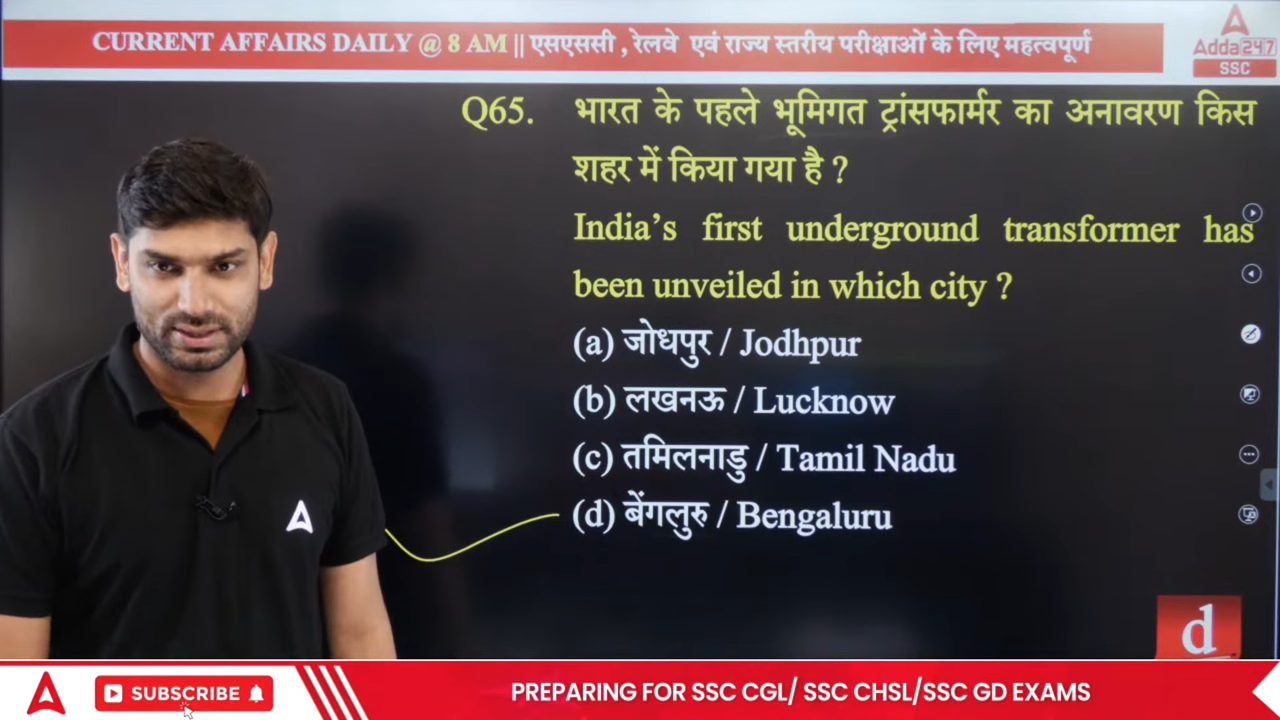 CURRENT AFFAIRS DAILY @ 8 AM || एसएससी , रेलवे एवं राज्य स्तरीय परीक्षाओं के लिए महत्वपूर्ण
Adda 247
SSC
Q65. भारत के पहले भूमिगत ट्रांसफार्मर का अनावरण किस
शहर में किया गया है ?
India's first underground transformer has
been unveiled in which city ?
(a) जोधपुर / Jodhpur
(b) लखनऊ / Lucknow
(c) तमिलनाडु / Tamil Nadu
(d) बेंगलुरु / Bengaluru
d
SUBSCRIBE
PREPARING FOR SSC CGL/ SSC CHSL/SSC GD EXAMS